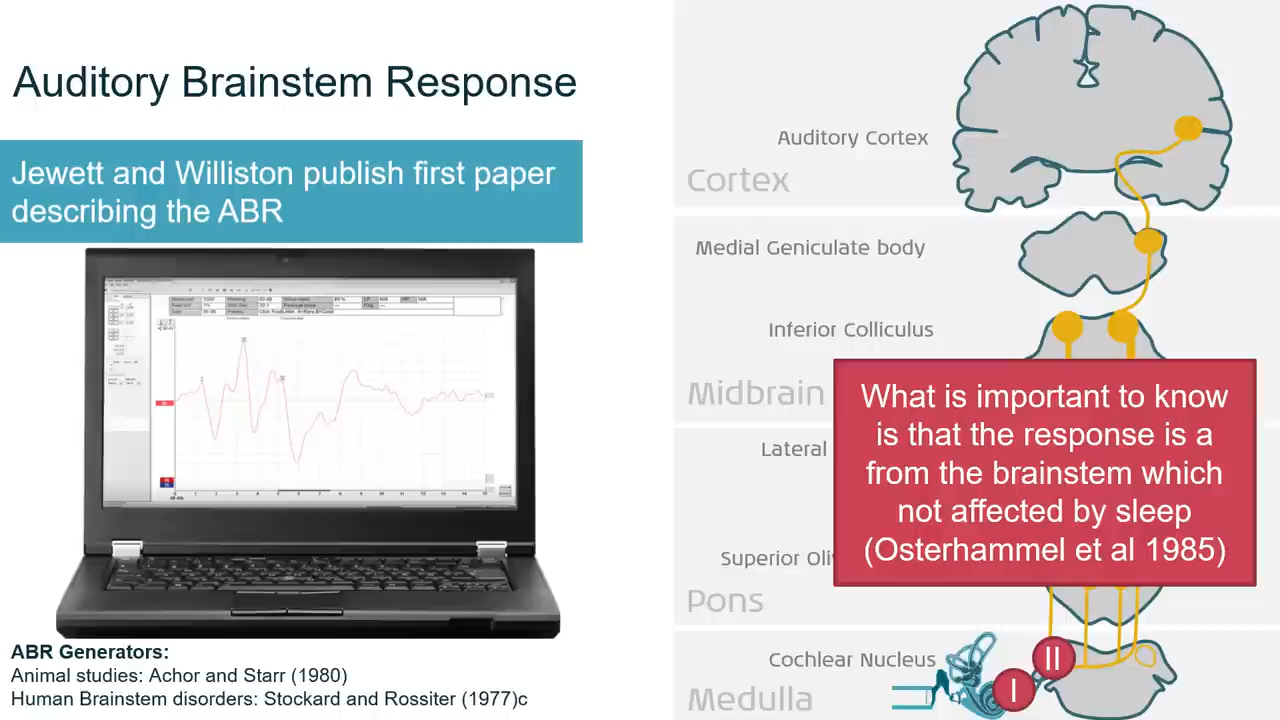 Auditory Brainstem Response
Jewett and Williston publish first paper
describing the ABR
ABR Generators:
Animal studies: Achor and Starr (1980)
Human Brainstem disorders: Stockard and Rossiter (1977)c
Auditory Cortex
Cortex
Medial Geniculate body
Inferior Colliculus
Midbrain
What is important to know
is that the response is a
from the brainstem which
not affected by sleep
(Osterhammel et al 1985)
Lateral
Superior Oli
Pons
Cochlear Nucleus
II
I
Medulla